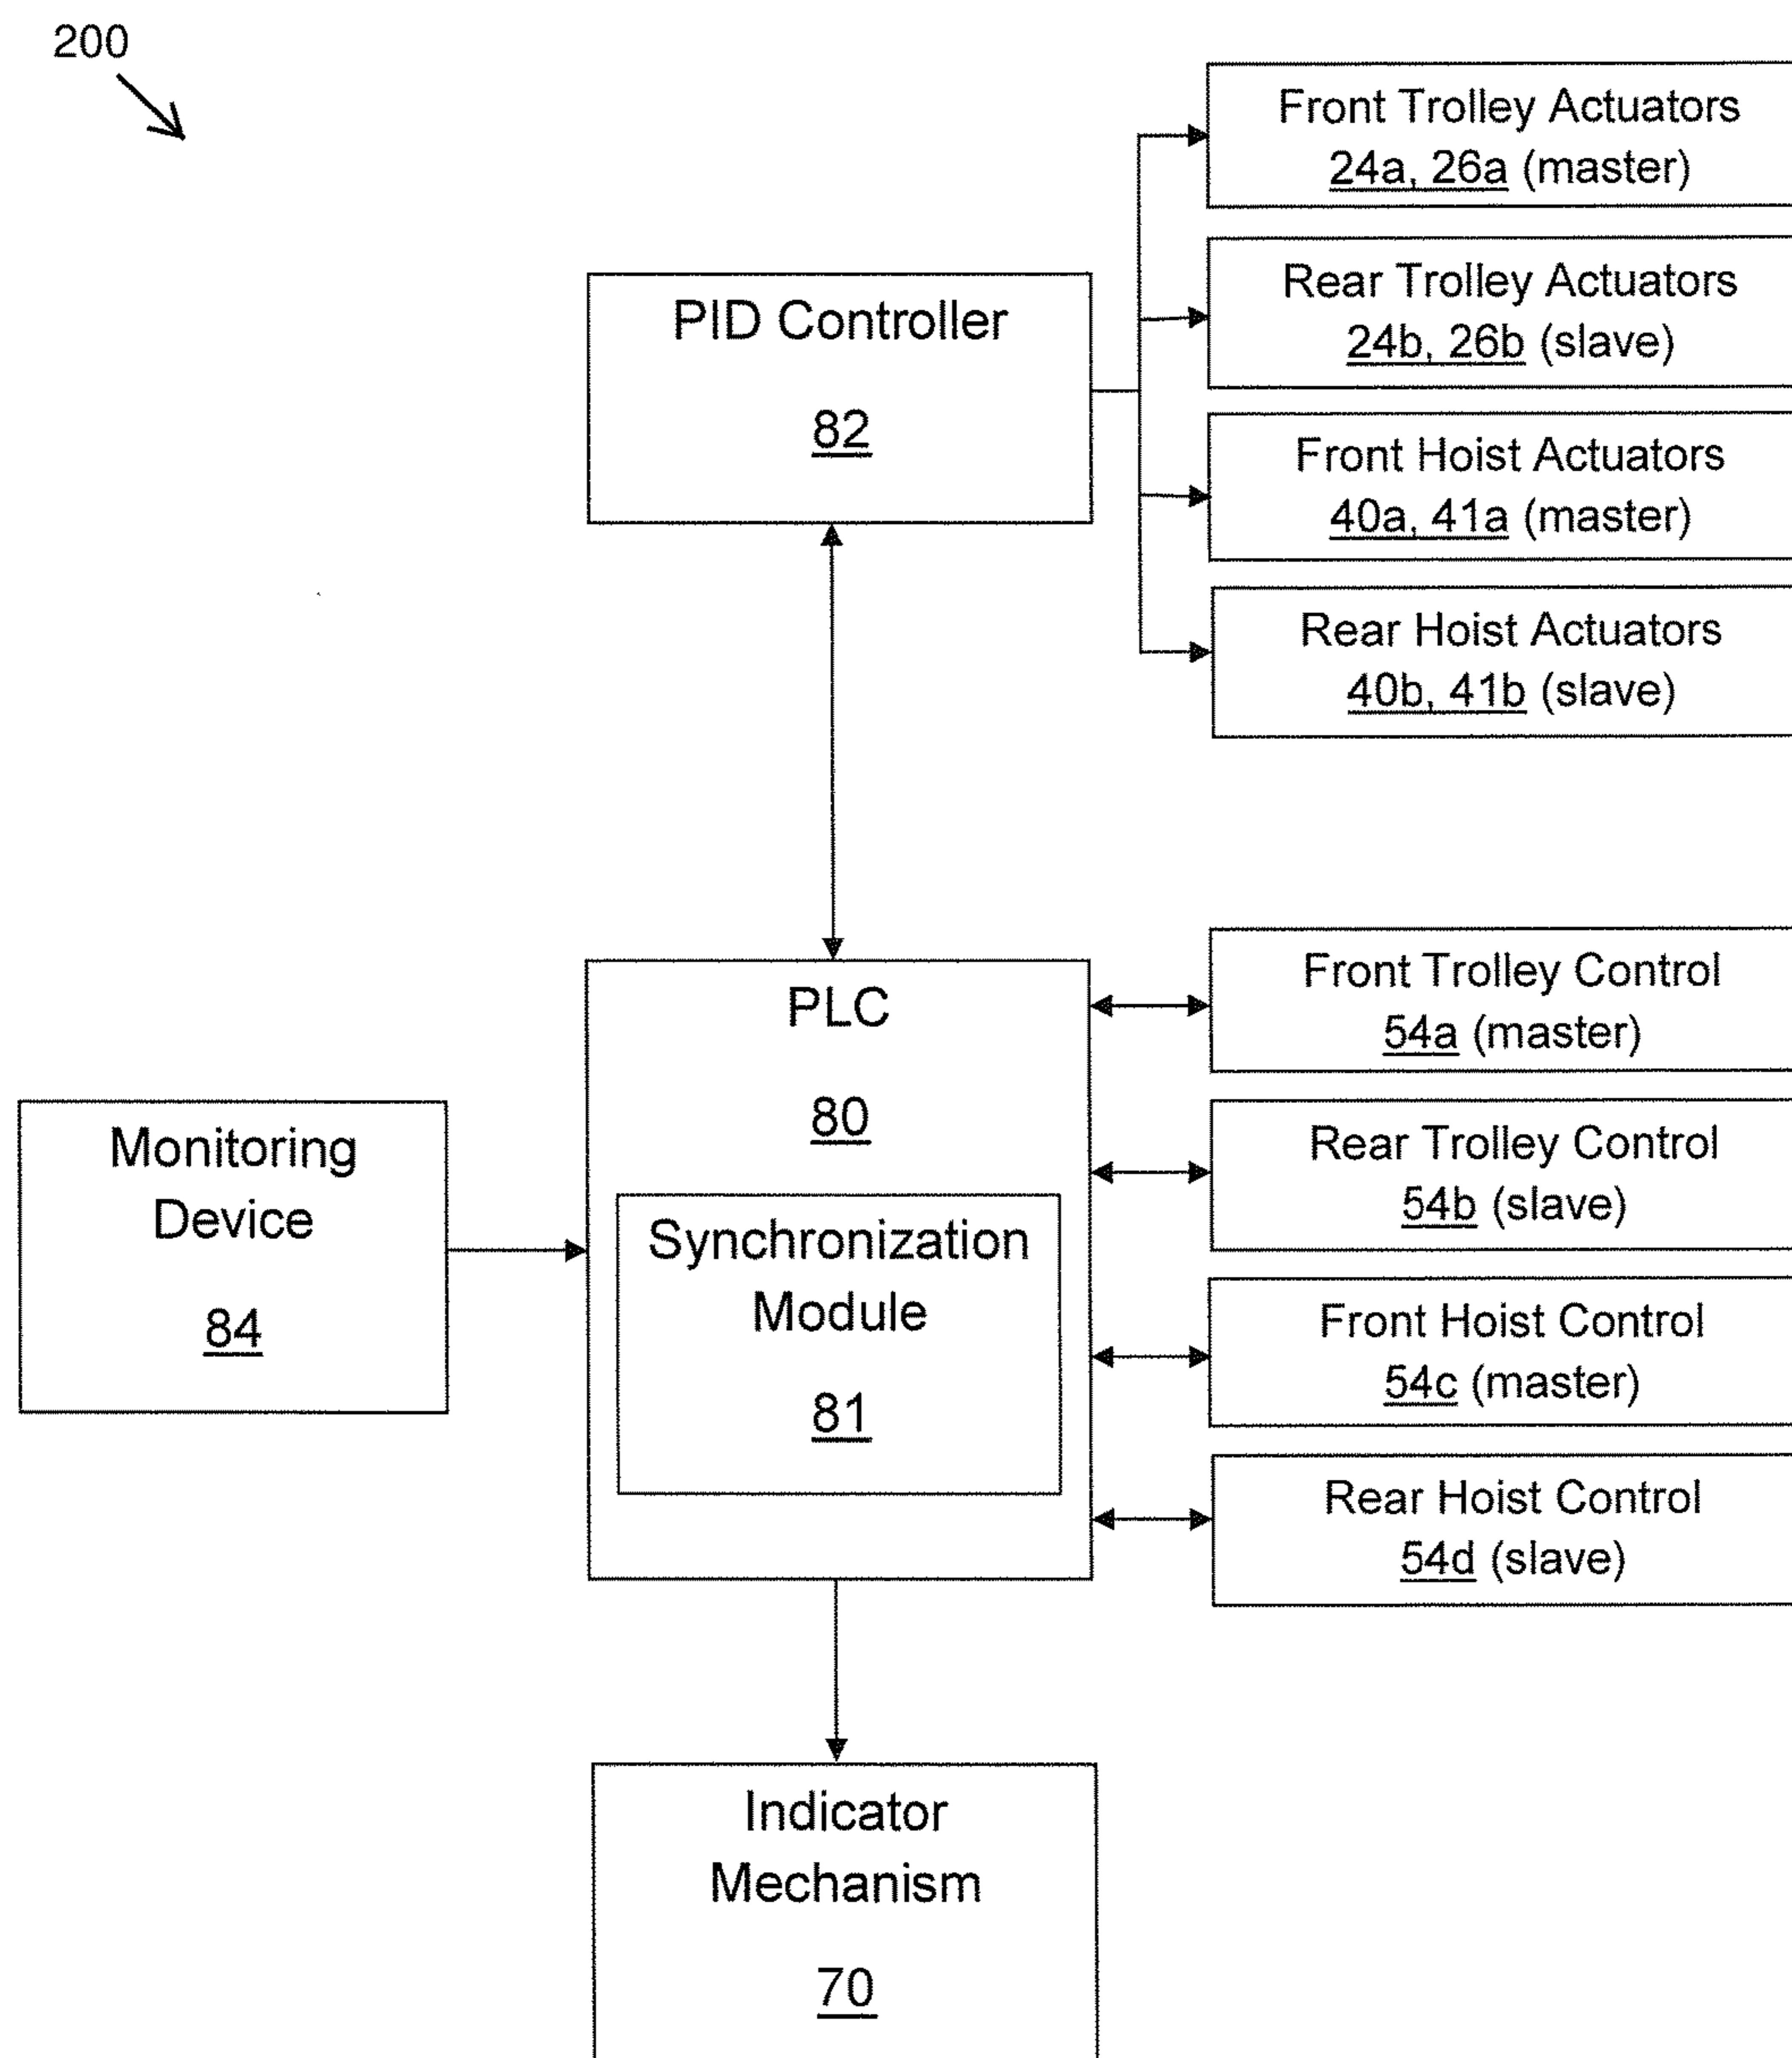 200
Front Trolley Actuators
24a, 26a (master)
Rear Trolley Actuators
24b, 26b (slave)
PID Controller
82
Front Hoist Actuators
40a, 41a (master)
Rear Hoist Actuators
40b, 41b (slave)
PLC
80
Front Trolley Control
54a (master)
Monitoring
Device
84
Rear Trolley Control
54b (slave)
Synchronization
Module
81
Front Hoist Control
54c (master)
Rear Hoist Control
54d (slave)
Indicator
Mechanism
70